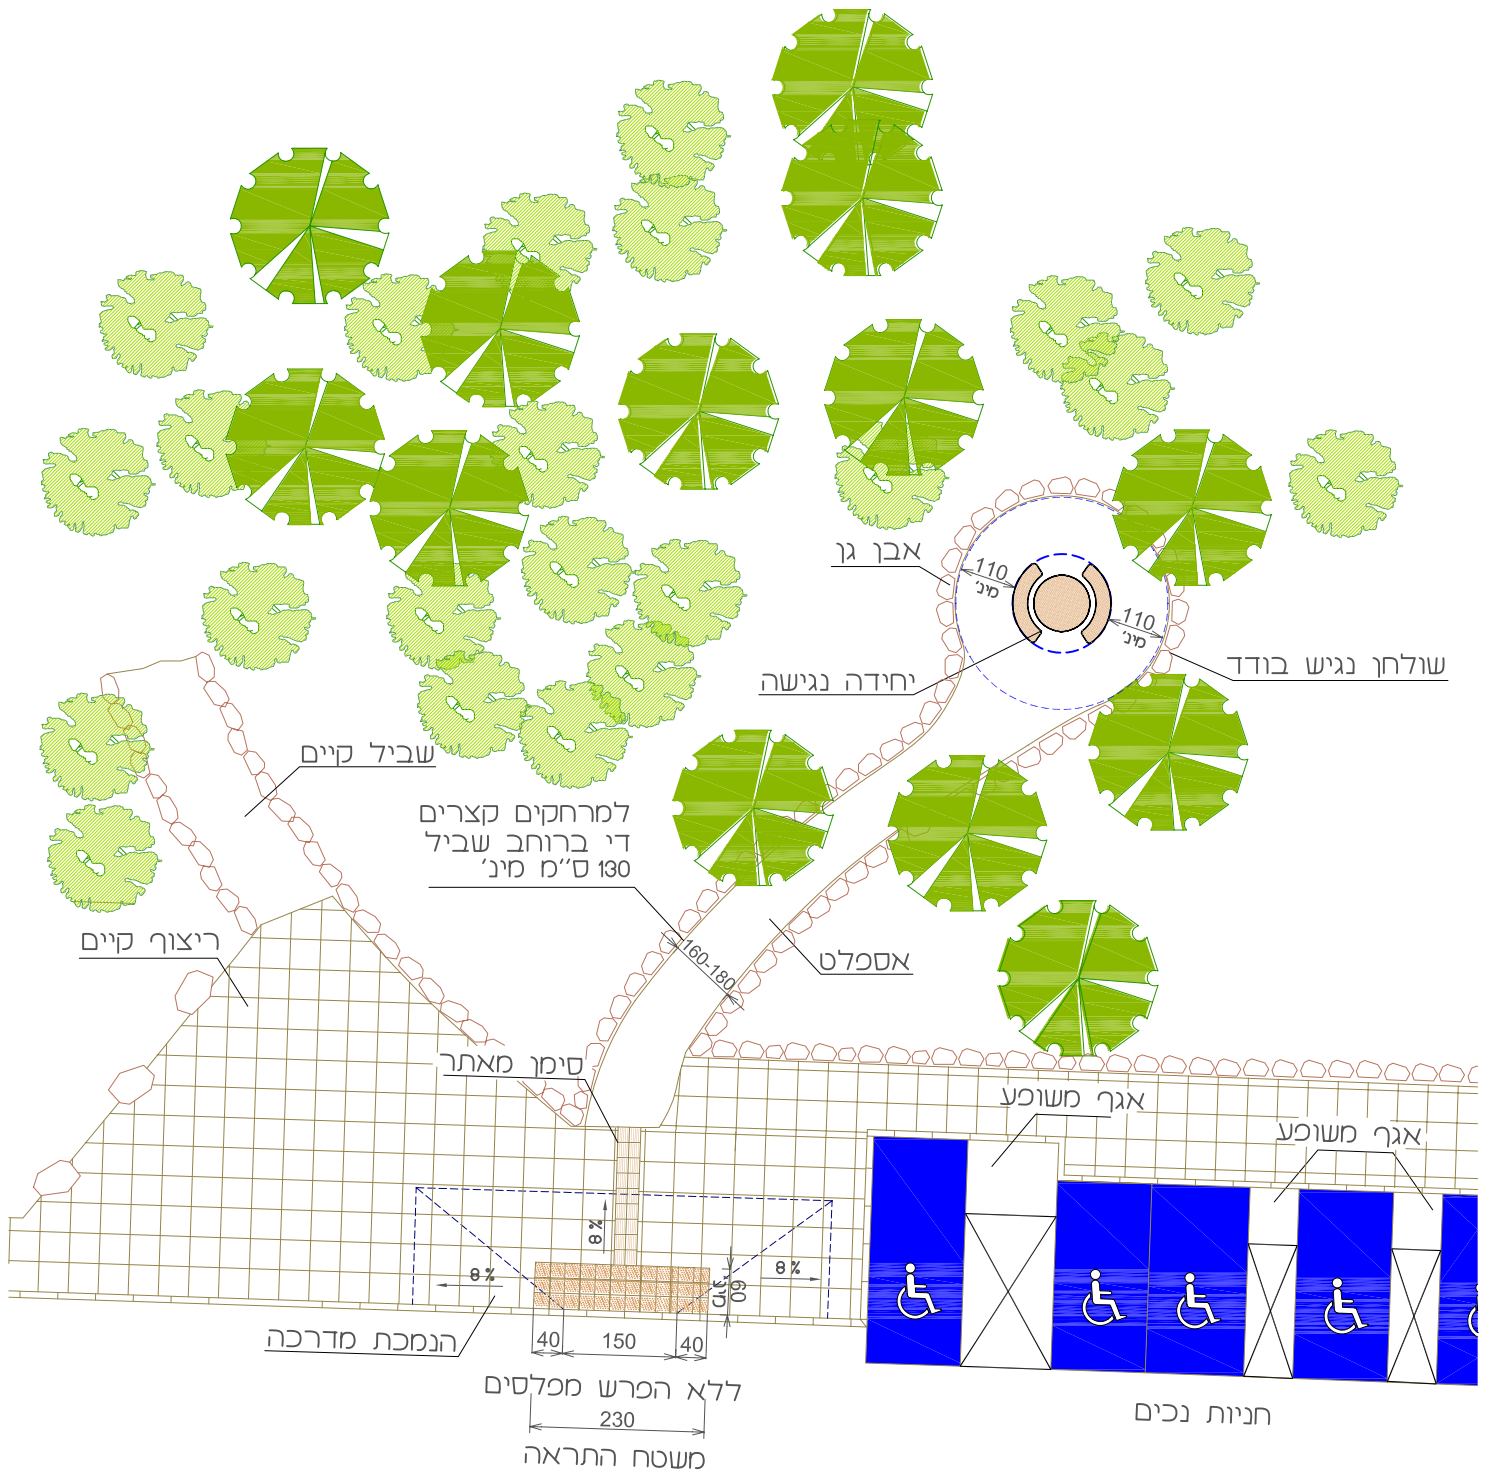 אבן גן
110
מינ'
110
מינ'
שולחן נגיש בודד
יחידה נגישה
שביל קיים
למרחקים קצרים
די ברוחב שביל
130 ס''מ מינ'
ריצוף קיים
אספלט
160-180
סימן מאתר
אגף משופע
אגף משופע
8%
8%
8%
60
מינ
הנמכת מדרכה
40
150
40
ללא הפרש מפלסים
230
משטח התראה
חניות נכים